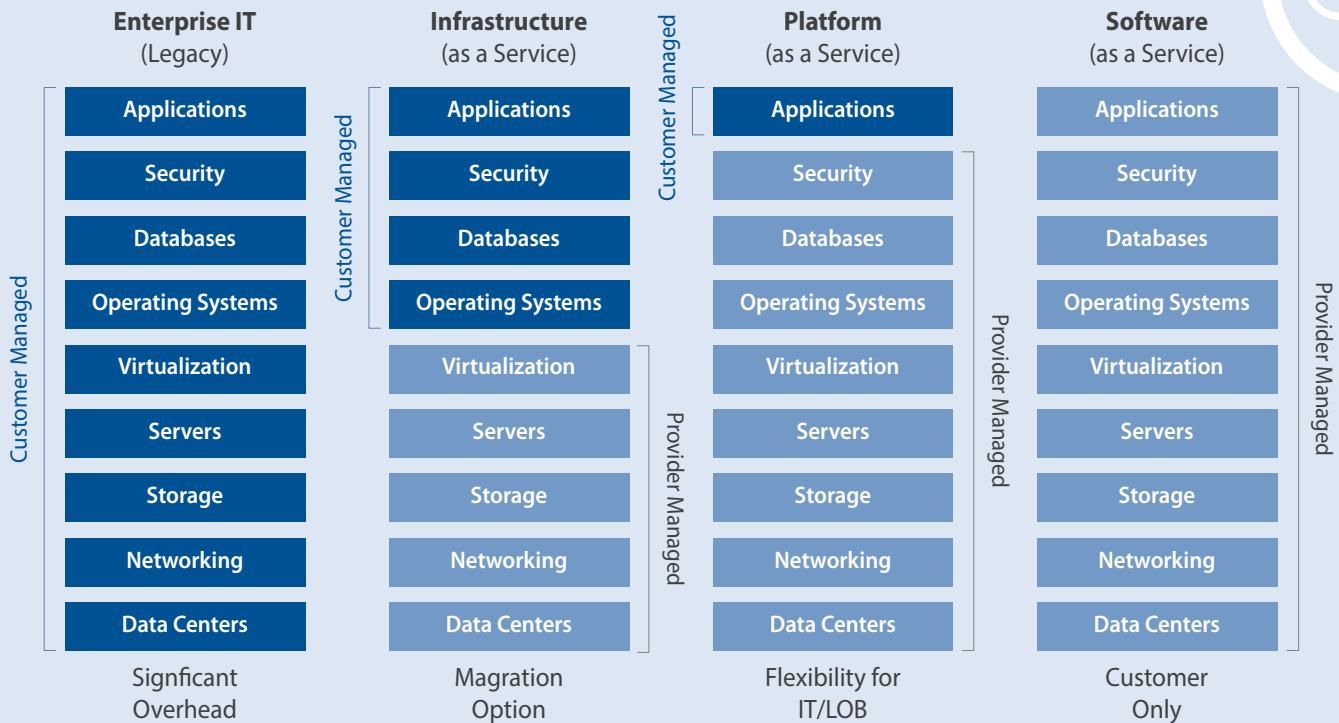 Enterprise IT
(Legacy)
Customer Managed
Applications
Security
Databases
Operating Systems
Virtualization
Servers
Storage
Networking
Data Centers
Signficant
Overhead
Infrastructure
(as a Service)
Customer Managed
Applications
Security
Databases
Operating Systems
Virtualization
Servers
Storage
Networking
Data Centers
Provider Managed
Magration
Option
Platform
(as a Service)
Customer Managed
Applications
Security
Databases
Operating Systems
Virtualization
Servers
Storage
Networking
Data Centers
Provider Managed
Flexibility for
IT/LOB
Software
(as a Service)
Applications
Security
Databases
Operating Systems
Virtualization
Servers
Storage
Networking
Data Centers
Provider Managed
Customer
Only